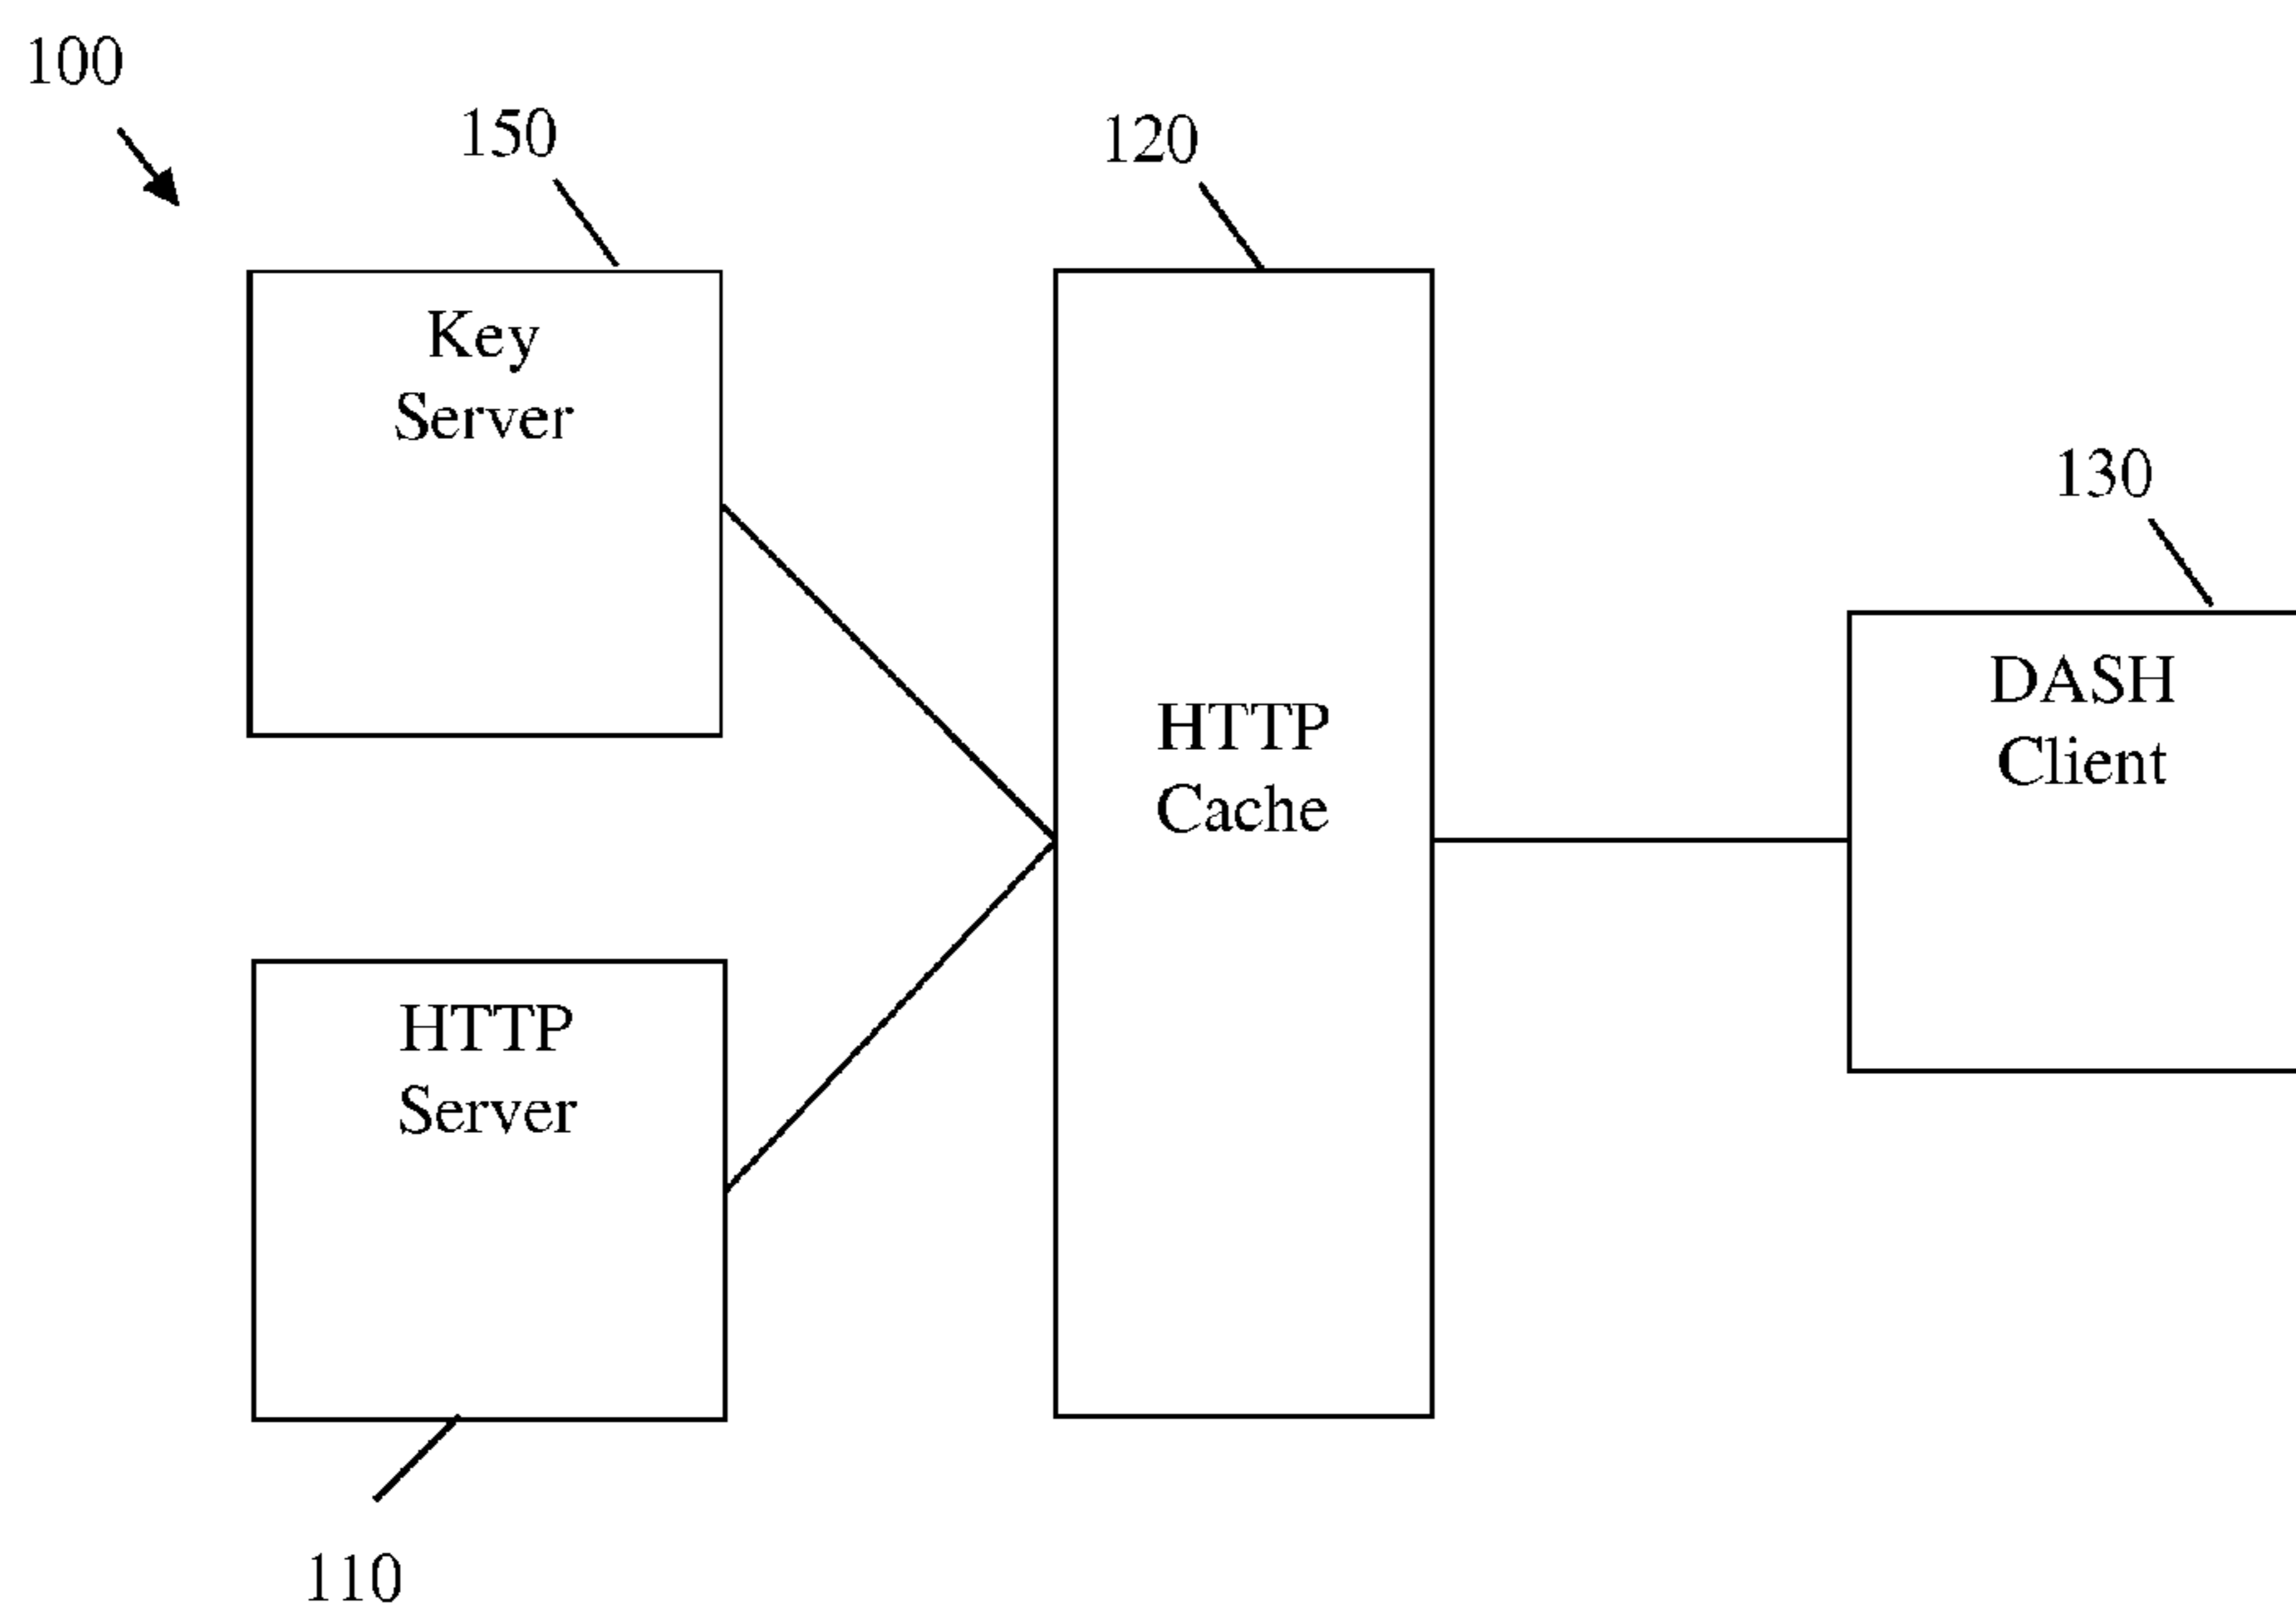 100
150
120
Key
Server
130
HTTP
Cache
DASH
Client
HTTP
Server
110